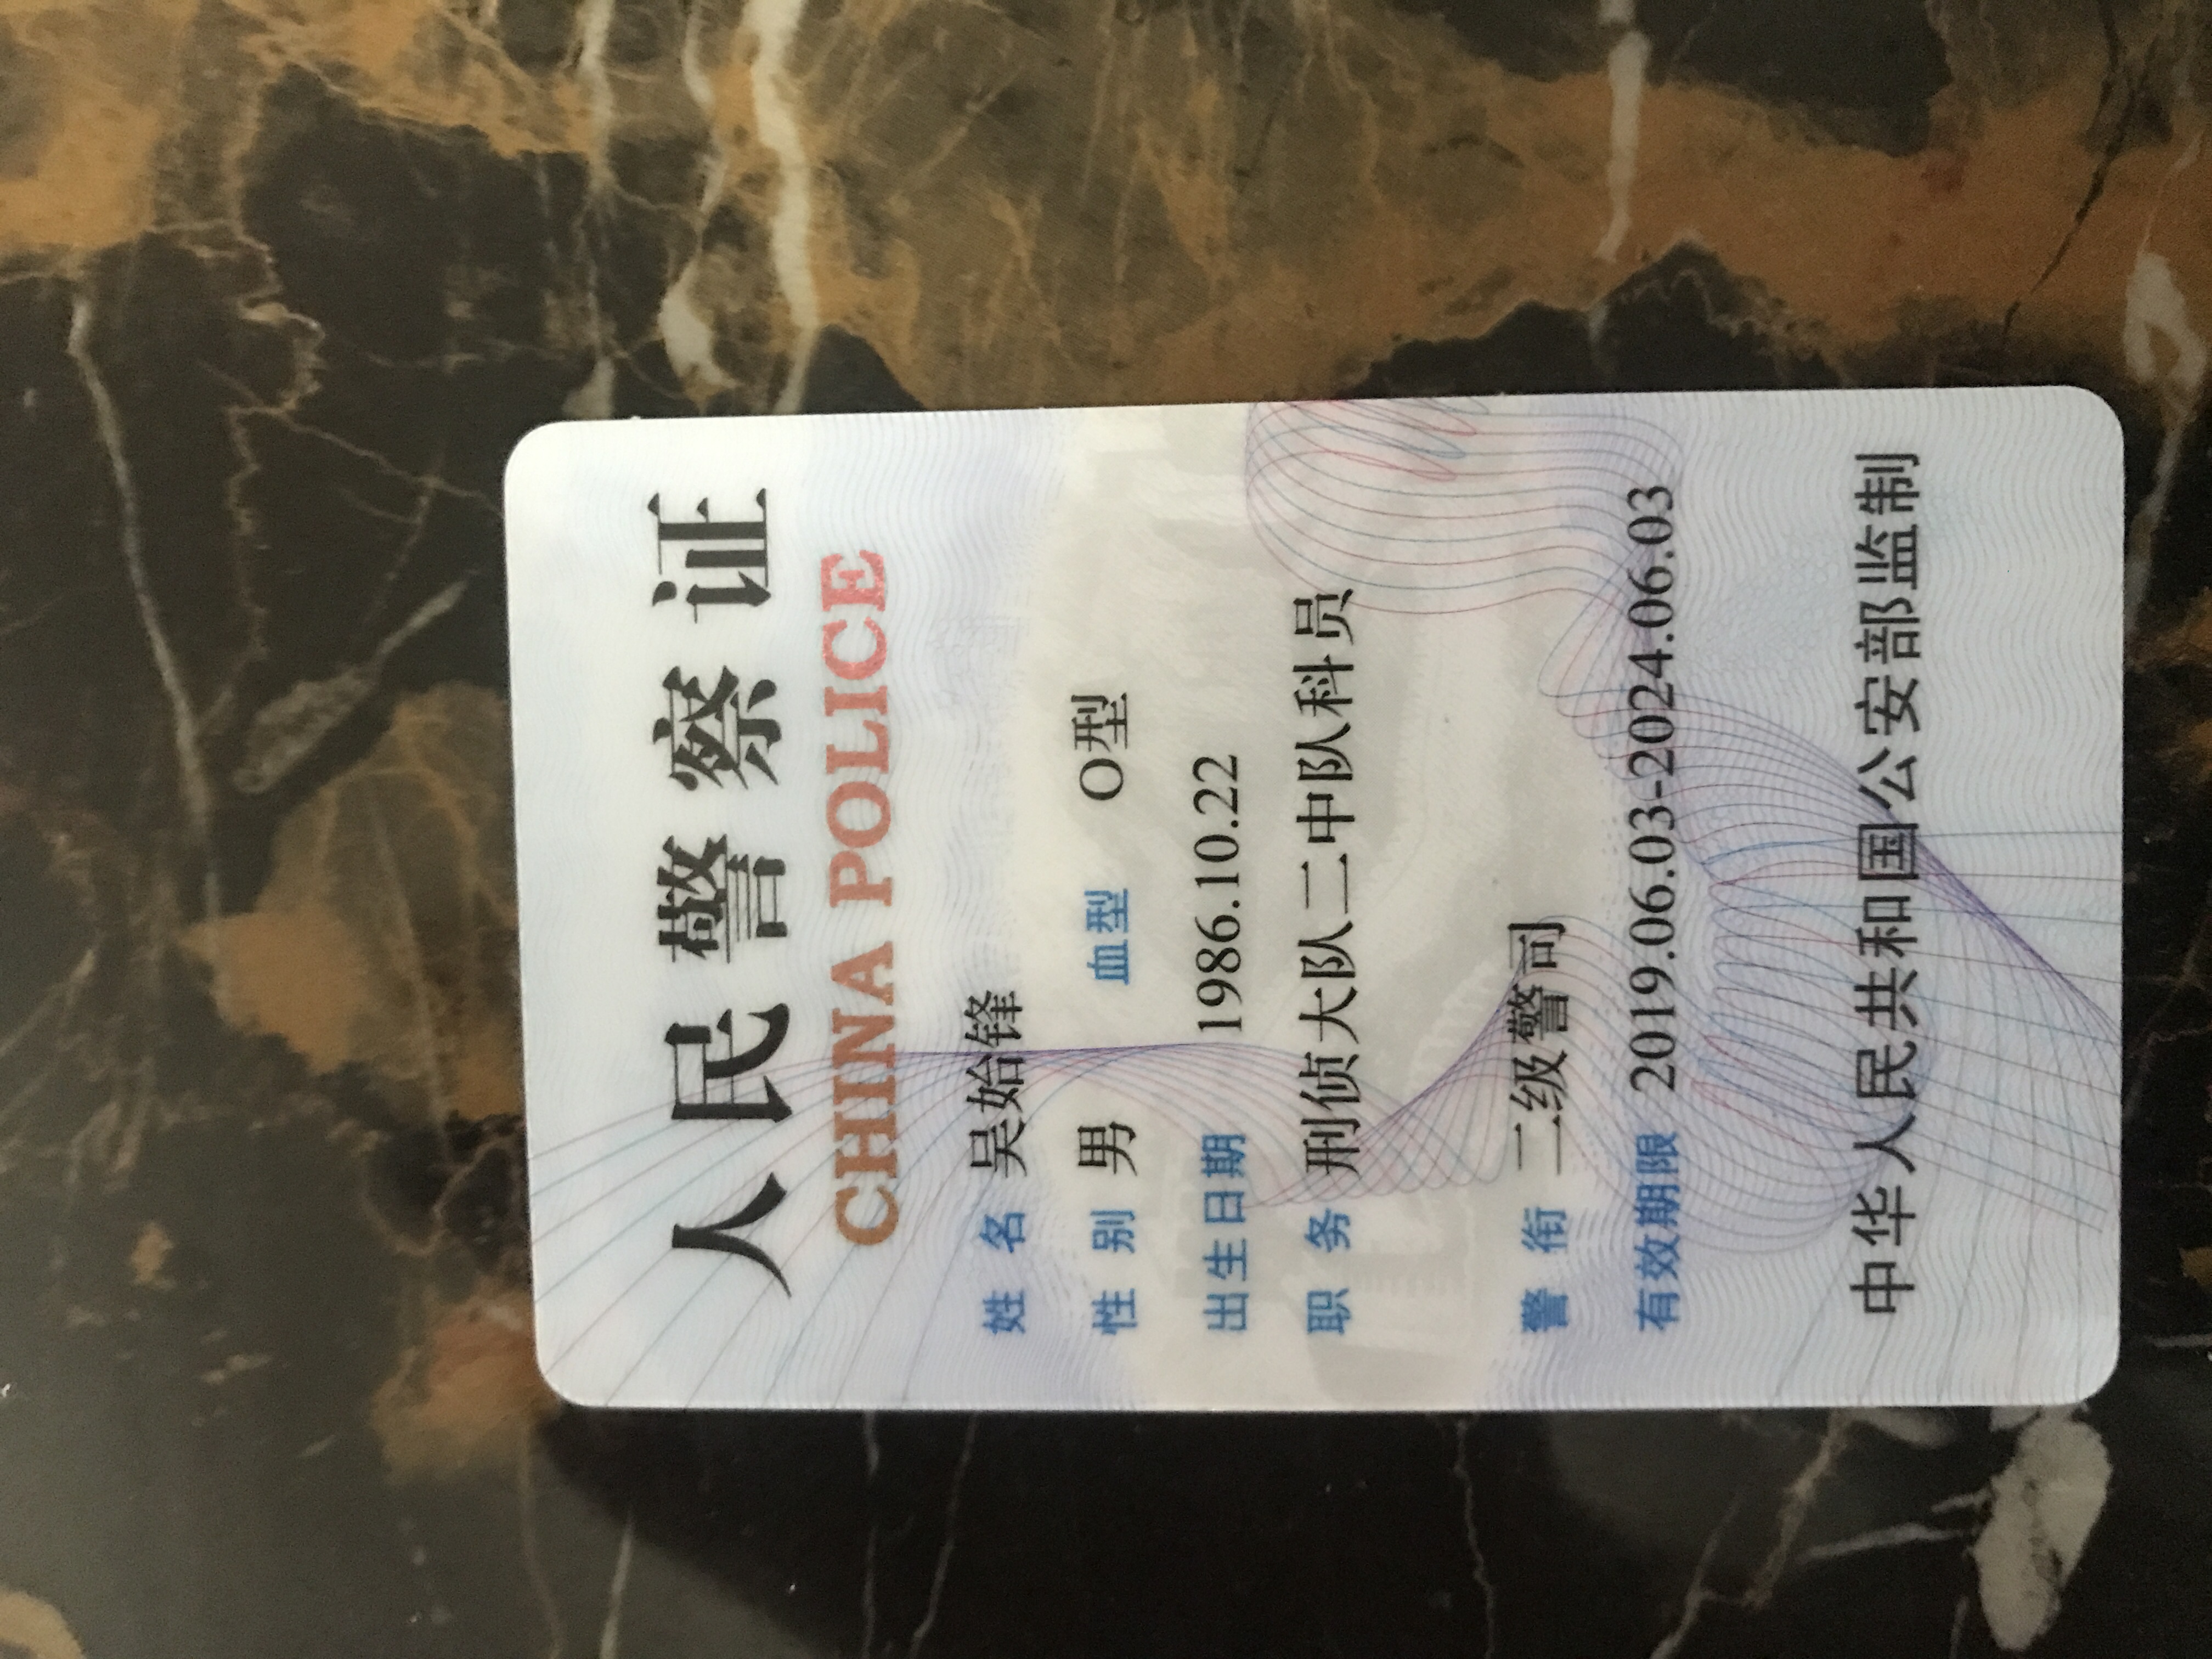 人民警察证
CHINA POLICE
姓 名 吴始锋
性 别 男 血型 O型
出生日期 1986.10.22
职 务 刑侦大队二中队科员
警 衔 二级警司
有效期限 2019.06.03-2024.06.03
中华人民共和国公安部监制